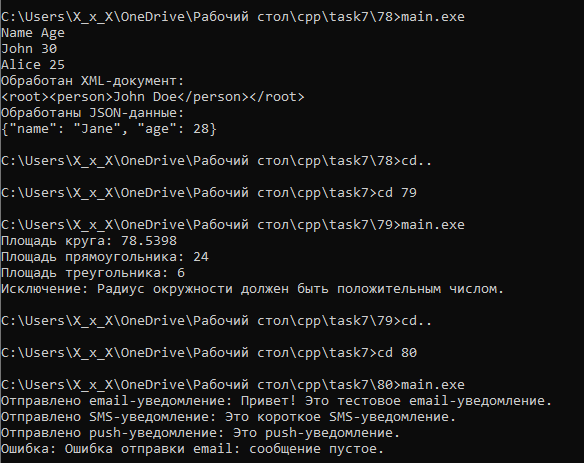 C:\Users\X_x_X\OneDrive\Рабочий стол\cpp\task7\78>main.exe
Name Age
John 30
Alice 25
Обработан XML-документ:
<root><person>John Doe</person></root>
Обработаны JSON-данные:
{"name": "Jane", "age": 28}
C:\Users\X_x_X\OneDrive\Рабочий стол\cpp\task7\78>cd..
C:\Users\X_x_X\OneDrive\Рабочий стол\cpp\task7>cd 79
C:\Users\X_x_X\OneDrive\Рабочий стол\cpp\task7\79>main.exe
Площадь круга: 78.5398
Площадь прямоугольника: 24
Площадь треугольника: 6
Исключение: Радиус окружности должен быть положительным числом.
C:\Users\X_x_X\OneDrive\Рабочий стол\cpp\task7\79>cd..
C:\Users\X_x_X\OneDrive\Рабочий стол\cpp\task7>cd 80
C:\Users\X_x_X\OneDrive\Рабочий стол\cpp\task7\80>main.exe
Отправлено email-уведомление: Привет! Это тестовое email-уведомление.
Отправлено SMS-уведомление: Это короткое SMS-уведомление.
Отправлено push-уведомление: Это push-уведомление.
Ошибка: Ошибка отправки email: сообщение пустое.